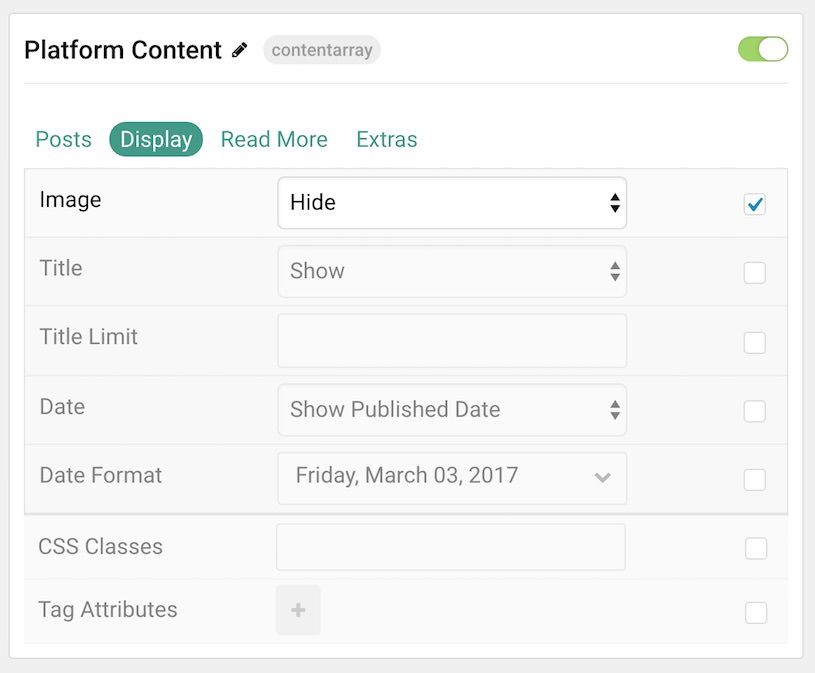 Platform Content contentarray
Posts Display Read More Extras
Image Hide
Title Show
Title Limit
Date Show Published Date
Date Format Friday, March 03, 2017
CSS Classes
Tag Attributes +